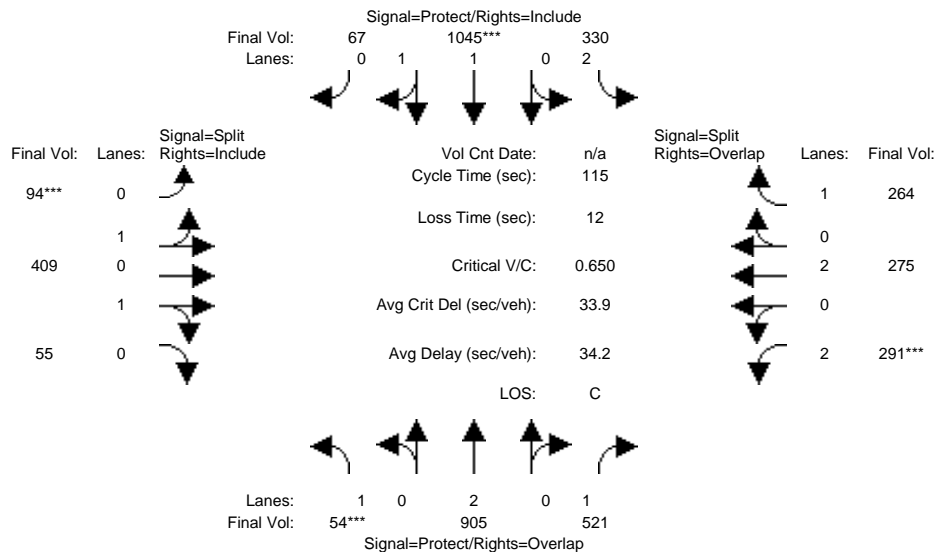 Signal=Protect/Rights=Include
Final Vol: 67 1045*** 330
Lanes: 0 1 1 0 2
Signal=Split Signal=Split
Final Vol: Lanes: Rights=Include Vol Cnt Date: n/a Rights=Overlap Lanes: Final Vol:
Cycle Time (sec): 115
94*** 0 1 264
Loss Time (sec): 12
1 0
409 0 Critical V/C: 0.650 2 275
1 Avg Crit Del (sec/veh): 33.9 0
55 0 Avg Delay (sec/veh): 34.2 2 291***
LOS: C
Lanes: 1 0 2 0 1
Final Vol: 54*** 905 521
Signal=Protect/Rights=Overlap